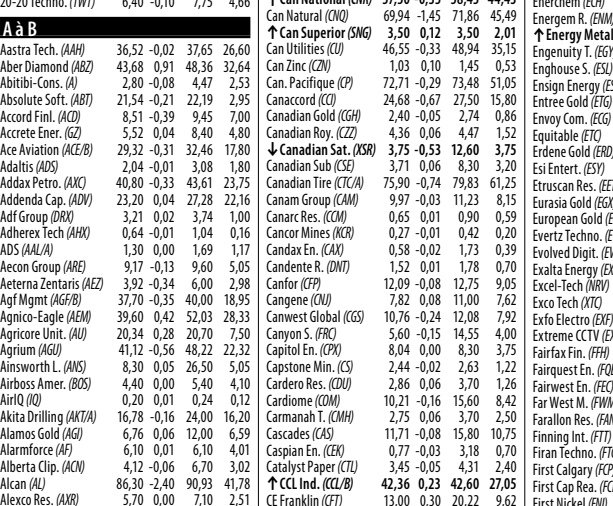 20-20 Techno. (TWT) 6,40 -0,10 7,75 4,66
A à B
Aastra Tech. (AAH) 36,52 -0,02 37,65 26,60
Aber Diamond (ABZ) 43,68 0,91 48,36 32,64
Abitibi-Cons. (A) 2,80 -0,08 4,47 2,53
Absolute Soft. (ABT) 21,54 -0,21 22,19 2,95
Accord Finl. (ACD) 8,51 -0,39 9,45 7,00
Accrete Ener. (GZ) 5,52 0,04 8,40 4,80
Ace Aviation (ACE/B) 29,32 -0,31 32,46 17,80
Adaltis (ADS) 2,04 -0,01 3,08 1,80
Addax Petro. (AXC) 40,80 -0,33 43,61 23,75
Addenda Cap. (ADV) 23,20 0,04 27,28 22,16
Adf Group (DRX) 3,21 0,02 3,74 1,00
Adherex Tech (AHX) 0,64 -0,01 1,04 0,16
ADS (AAL/A) 1,30 0,00 1,69 1,17
Aecon Group (ARE) 9,17 -0,13 9,60 5,05
Aeterna Zentaris (AEZ) 3,92 -0,34 6,00 2,98
Agf Mgmt (AGF/B) 37,70 -0,35 40,00 18,95
Agnico-Eagle (AEM) 39,60 0,42 52,03 28,33
Agricore Unit. (AU) 20,34 0,28 20,70 7,50
Agrium (AGU) 41,12 -0,56 48,22 22,32
Ainsworth L. (ANS) 8,30 0,05 26,50 5,05
Airboss Amer. (BOS) 4,40 0,00 5,40 4,10
AirIQ (IQ) 0,20 0,01 0,24 0,12
Akita Drilling (AKT/A) 16,78 -0,16 24,00 16,20
Alamos Gold (AGI) 6,76 0,06 12,00 6,59
Alarmforce (AF) 6,10 0,01 6,10 4,01
Alberta Clip. (ACN) 4,12 -0,06 6,70 3,02
Alcan (AL) 86,30 -2,40 90,93 41,78
Alexco Res. (AXR) 5,70 0,00 7,10 2,51
Can Natural (CNQ) 69,94 -1,45 71,86 45,49
↑ Can Superior (SNG) 3,50 0,12 3,50 2,01
Can Utilities (CU) 46,55 -0,33 48,94 35,15
Can Zinc (CZN) 1,03 0,10 1,45 0,53
Can. Pacifique (CP) 72,71 -0,29 73,48 51,05
Canaccord (CCI) 24,68 -0,67 27,50 15,80
Canadian Gold (CGH) 2,40 -0,05 2,74 0,86
Canadian Roy. (CZZ) 4,36 0,06 4,47 1,52
↓ Canadian Sat. (XSR) 3,75 -0,53 12,60 3,75
Canadian Sub (CSE) 3,71 0,06 8,30 3,20
Canadian Tire (CTC/A) 75,90 -0,74 79,83 61,25
Canam Group (CAM) 9,97 -0,03 11,23 8,15
Canarc Res. (CCM) 0,65 0,01 0,90 0,59
Cancor Mines (KCR) 0,27 -0,01 0,42 0,20
Candax En. (CAX) 0,58 -0,02 1,73 0,39
Candente R. (DNT) 1,52 0,01 1,78 0,70
Canfor (CFP) 12,09 -0,08 12,75 9,05
Cangene (CNJ) 7,82 0,08 11,00 7,62
Canwest Global (CGS) 10,76 -0,24 12,08 7,92
Canyon S. (FRC) 5,60 -0,15 14,55 4,00
Capitol En. (CPX) 8,04 0,00 8,30 3,75
Capstone Min. (CS) 2,44 -0,02 2,63 1,22
Cardero Res. (CDU) 2,86 0,06 3,70 1,26
Cardiome (COM) 10,21 -0,16 15,60 8,42
Carmanah T. (CMH) 2,75 0,06 3,70 2,50
Cascades (CAS) 11,71 -0,08 15,80 10,75
Caspian En. (CEK) 0,77 -0,03 3,18 0,70
Catalyst Paper (CTL) 3,45 -0,05 4,31 2,40
↑ CCL Ind. (CCL/B) 42,36 0,23 42,60 27,05
CE Franklin (CFT) 13,00 0,30 20,22 9,62
Energem R. (ENM
↑ Energy Metal
Engenuity T. (EGY
Enghouse S. (ESL)
Ensign Energy (ES
Entree Gold (ETG)
Envoy Com. (ECG)
Equitable (ETC)
Erdene Gold (ERD
Esi Entert. (ESY)
Etruscan Res. (EET
Eurasia Gold (EGX
European Gold (E
Evertz Techno. (E
Evolved Digit. (EV
Exalta Energy (EX
Excel-Tech (NRV)
Exco Tech (XTC)
Exfo Electro (EXF)
Extreme CCTV (E
Fairfax Fin. (FFH)
Fairquest En. (FQE
Fairwest En. (FEC)
Far West M. (FWM
Farallon Res. (FAN
Finning Int. (FTT)
Firan Techno. (FTG
First Calgary (FCP)
First Cap Rea. (FC
First Nickel (FNI)